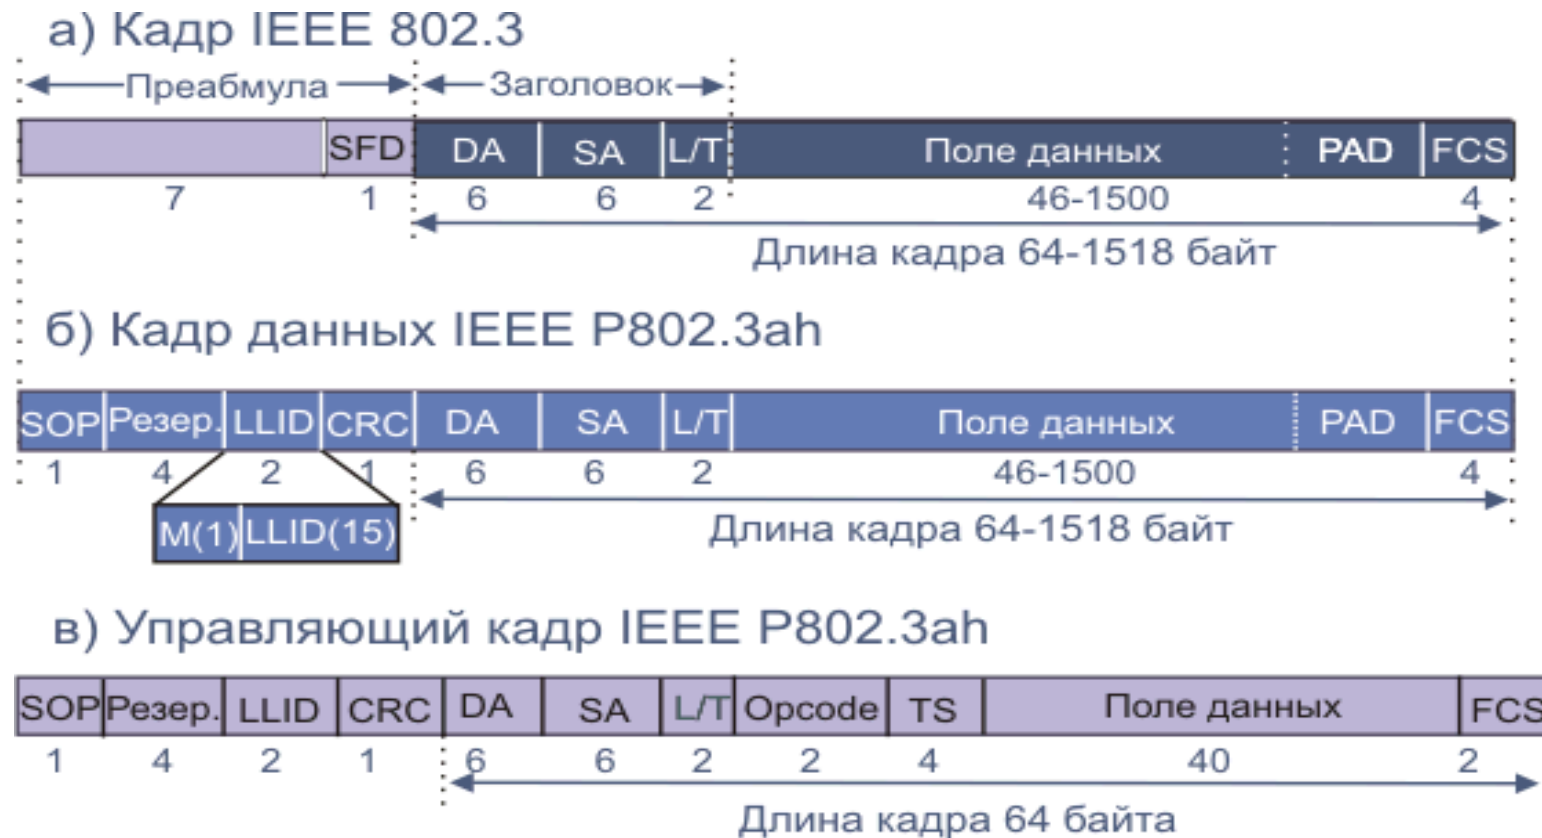 а) Кадр IEEE 802.3
Преабмула Заголовок
SFD DA SA L/T Поле данных PAD FCS
7 1 6 6 2 46-1500 4
Длина кадра 64-1518 байт
б) Кадр данных IEEE P802.3ah
SOP Резер. LLID CRC DA SA L/T Поле данных PAD FCS
1 4 2 1 6 6 2 46-1500 4
M(1) LLID(15)
Длина кадра 64-1518 байт
в) Управляющий кадр IEEE P802.3ah
SOP Резер. LLID CRC DA SA L/T Opcode TS Поле данных FCS
1 4 2 1 6 6 2 2 4 40 2
Длина кадра 64 байта